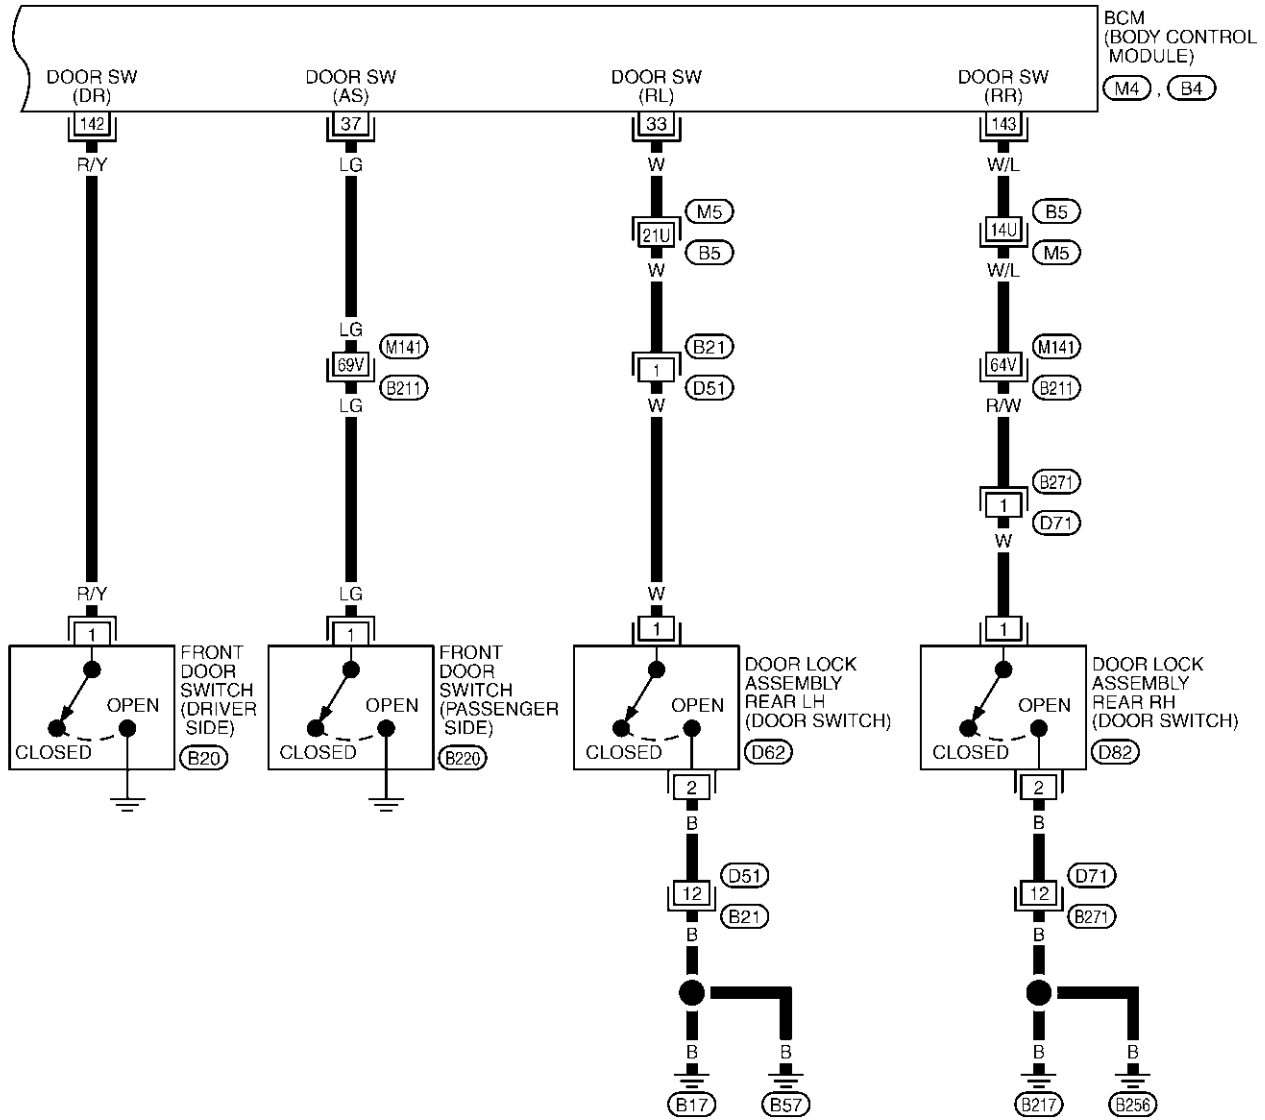 BCM
(BODY CONTROL
MODULE)
M4 , B4
DOOR SW
(DR)
DOOR SW
(AS)
DOOR SW
(RL)
DOOR SW
(RR)
142
37
33
143
R/Y
LG
W
W/L
M5
B5
21U
14U
B5
M5
W
W/L
LG
M141
B21
M141
69V
1
64V
B211
D51
B211
LG
W
R/W
B271
1
D71
W
R/Y
LG
W
1
1
1
1
FRONT
DOOR
SWITCH
(DRIVER
SIDE)
B20
OPEN
CLOSED
FRONT
DOOR
SWITCH
(PASSENGER
SIDE)
B220
OPEN
CLOSED
DOOR LOCK
ASSEMBLY
REAR LH
(DOOR SWITCH)
D62
OPEN
CLOSED
DOOR LOCK
ASSEMBLY
REAR RH
(DOOR SWITCH)
D82
OPEN
CLOSED
2
2
B
B
D51
D71
12
12
B21
B271
B
B
B
B
B
B
B17
B57
B217
B256